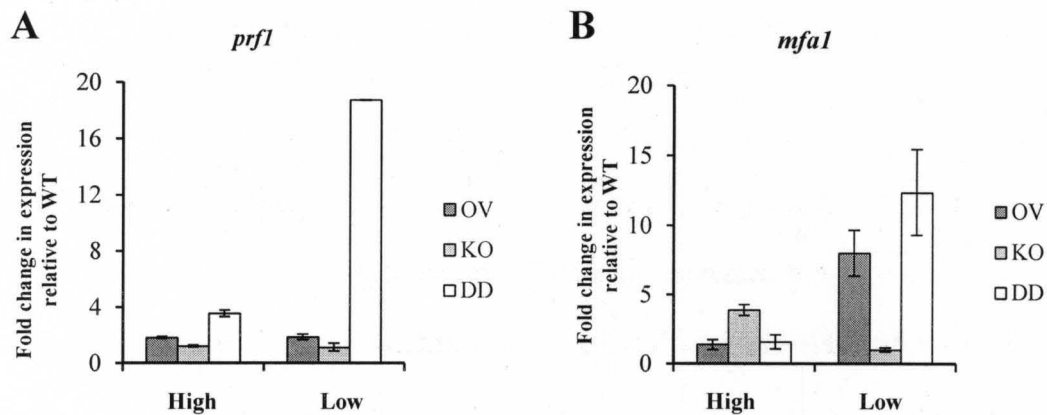 A
prf1
Fold change in expression
relative to WT
20
16
12
8
4
0
High
Low
OV
KO
DD
B
mfa1
Fold change in expression
relative to WT
20
15
10
5
0
High
Low
OV
KO
DD